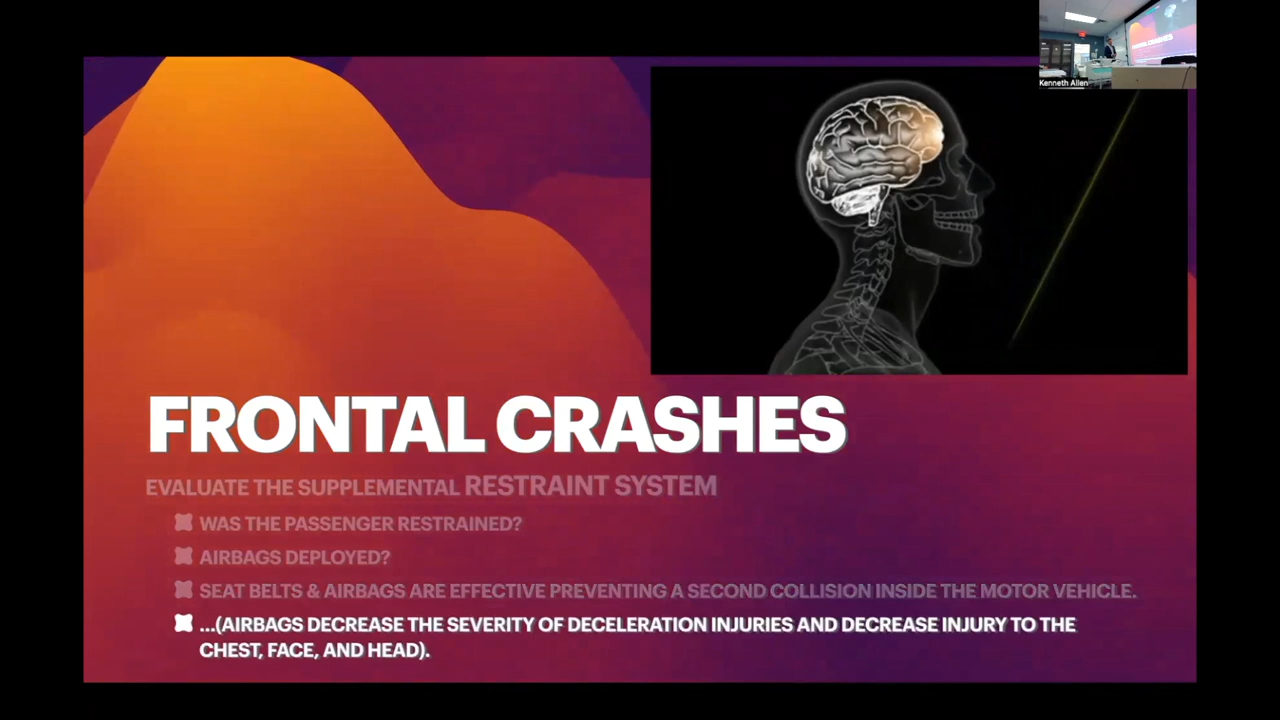 Kenneth Allen
FRONTAL CRASHES
FRONTAL CRASHES
EVALUATE THE SUPPLEMENTAL RESTRAINT SYSTEM
WAS THE PASSENGER RESTRAINED?
AIRBAGS DEPLOYED?
SEAT BELTS & AIRBAGS ARE EFFECTIVE PREVENTING A SECOND COLLISION INSIDE THE MOTOR VEHICLE.
...(AIRBAGS DECREASE THE SEVERITY OF DECELERATION INJURIES AND DECREASE INJURY TO THE
CHEST, FACE, AND HEAD).